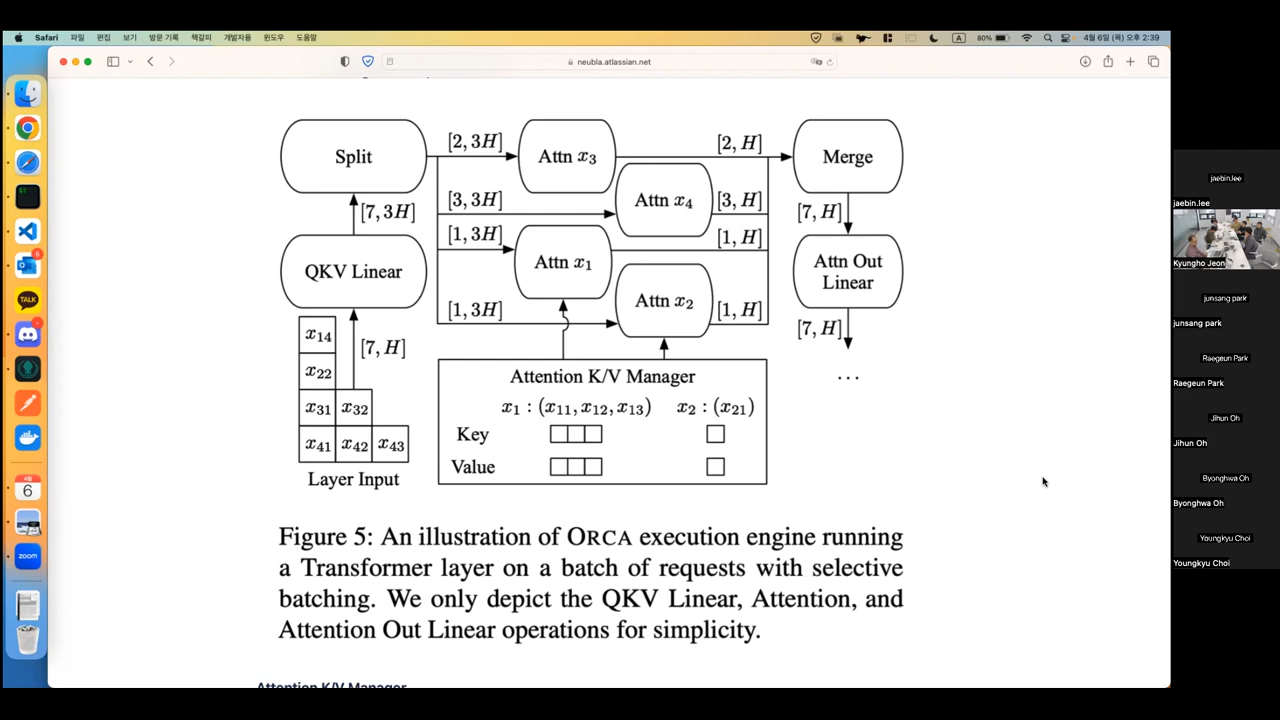 Safari 파일 편집 보기 방문 기록 책갈피 개발자용 윈도우 도움말 A 80% 4월 6일 (목) 오후 2:39
neubla.atlassian.net
Split
[2, 3H]
Attn x3
[2, H]
Merge
[3, 3H]
Attn x4
[3, H]
[7, 3H]
[7, H]
[1, 3H]
Attn x1
[1, H]
QKV Linear
Attn Out
Linear
[1, 3H]
Attn x2
[1, H]
[7, H]
x14
[7, H]
x22
x31 x32
x41 x42 x43
Layer Input
...
Attention K/V Manager
x1 : (x11, x12, x13) x2 : (x21)
Key
Value
Figure 5: An illustration of ORCA execution engine running
a Transformer layer on a batch of requests with selective
batching. We only depict the QKV Linear, Attention, and
Attention Out Linear operations for simplicity.
Attention K/V Manager
TALK
6
zoom
jaebin.lee
jaebin.lee
Kyungho Jeon
junsang park
junsang park
Raegeun Park
Raegeun Park
Jihun Oh
Jihun Oh
Byonghwa Oh
Byonghwa Oh
Youngkyu Choi
Youngkyu Choi